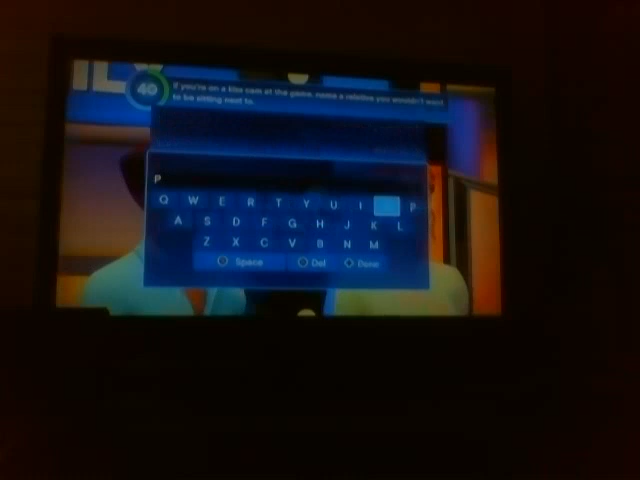 40
If you're on a kiss cam at the game, name a relative you wouldn't want
to be sitting next to.
P
Q W E R T Y U I P
A S D F G H J K L
Z X C V B N M
Space Del Done